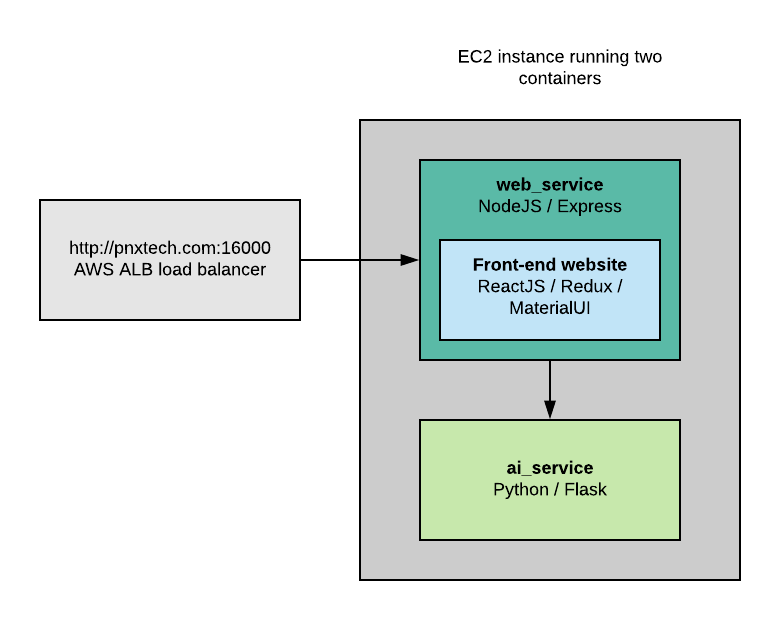 EC2 instance running two
containers
web_service
NodeJS / Express
http://pnxtech.com:16000
AWS ALB load balancer
Front-end website
ReactJS / Redux /
MaterialUI
ai_service
Python / Flask